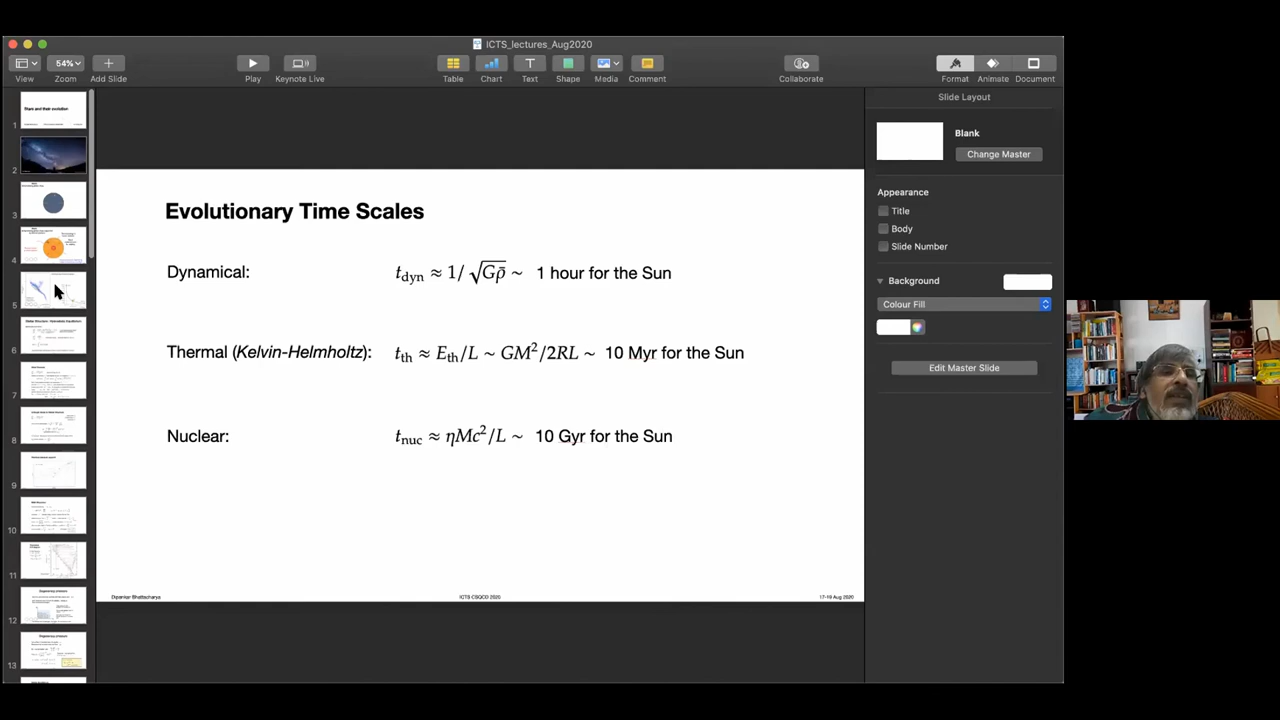 ICTS_lectures_Aug2020
54%
View
Zoom
Add Slide
Play
Keynote Live
Table
Chart
Text
Shape
Media
Comment
Collaborate
Format
Animate
Document
Slide Layout
Blank
Change Master
Appearance
Title
Body
Slide Number
Background
Colour Fill
Edit Master Slide
1
2
3
4
5
6
7
8
9
10
11
12
13
Evolutionary Time Scales
Dynamical: t_dyn ≈ 1/√Gρ̄ ~ 1 hour for the Sun
Thermal (Kelvin-Helmholtz): t_th ≈ E_th/L ~ GM²/2RL ~ 10 Myr for the Sun
Nuclear: t_nuc ≈ ηMc²/L ~ 10 Gyr for the Sun
Dipankar Bhattacharya ICTS CSQCD 2020 17-19 Aug 2020